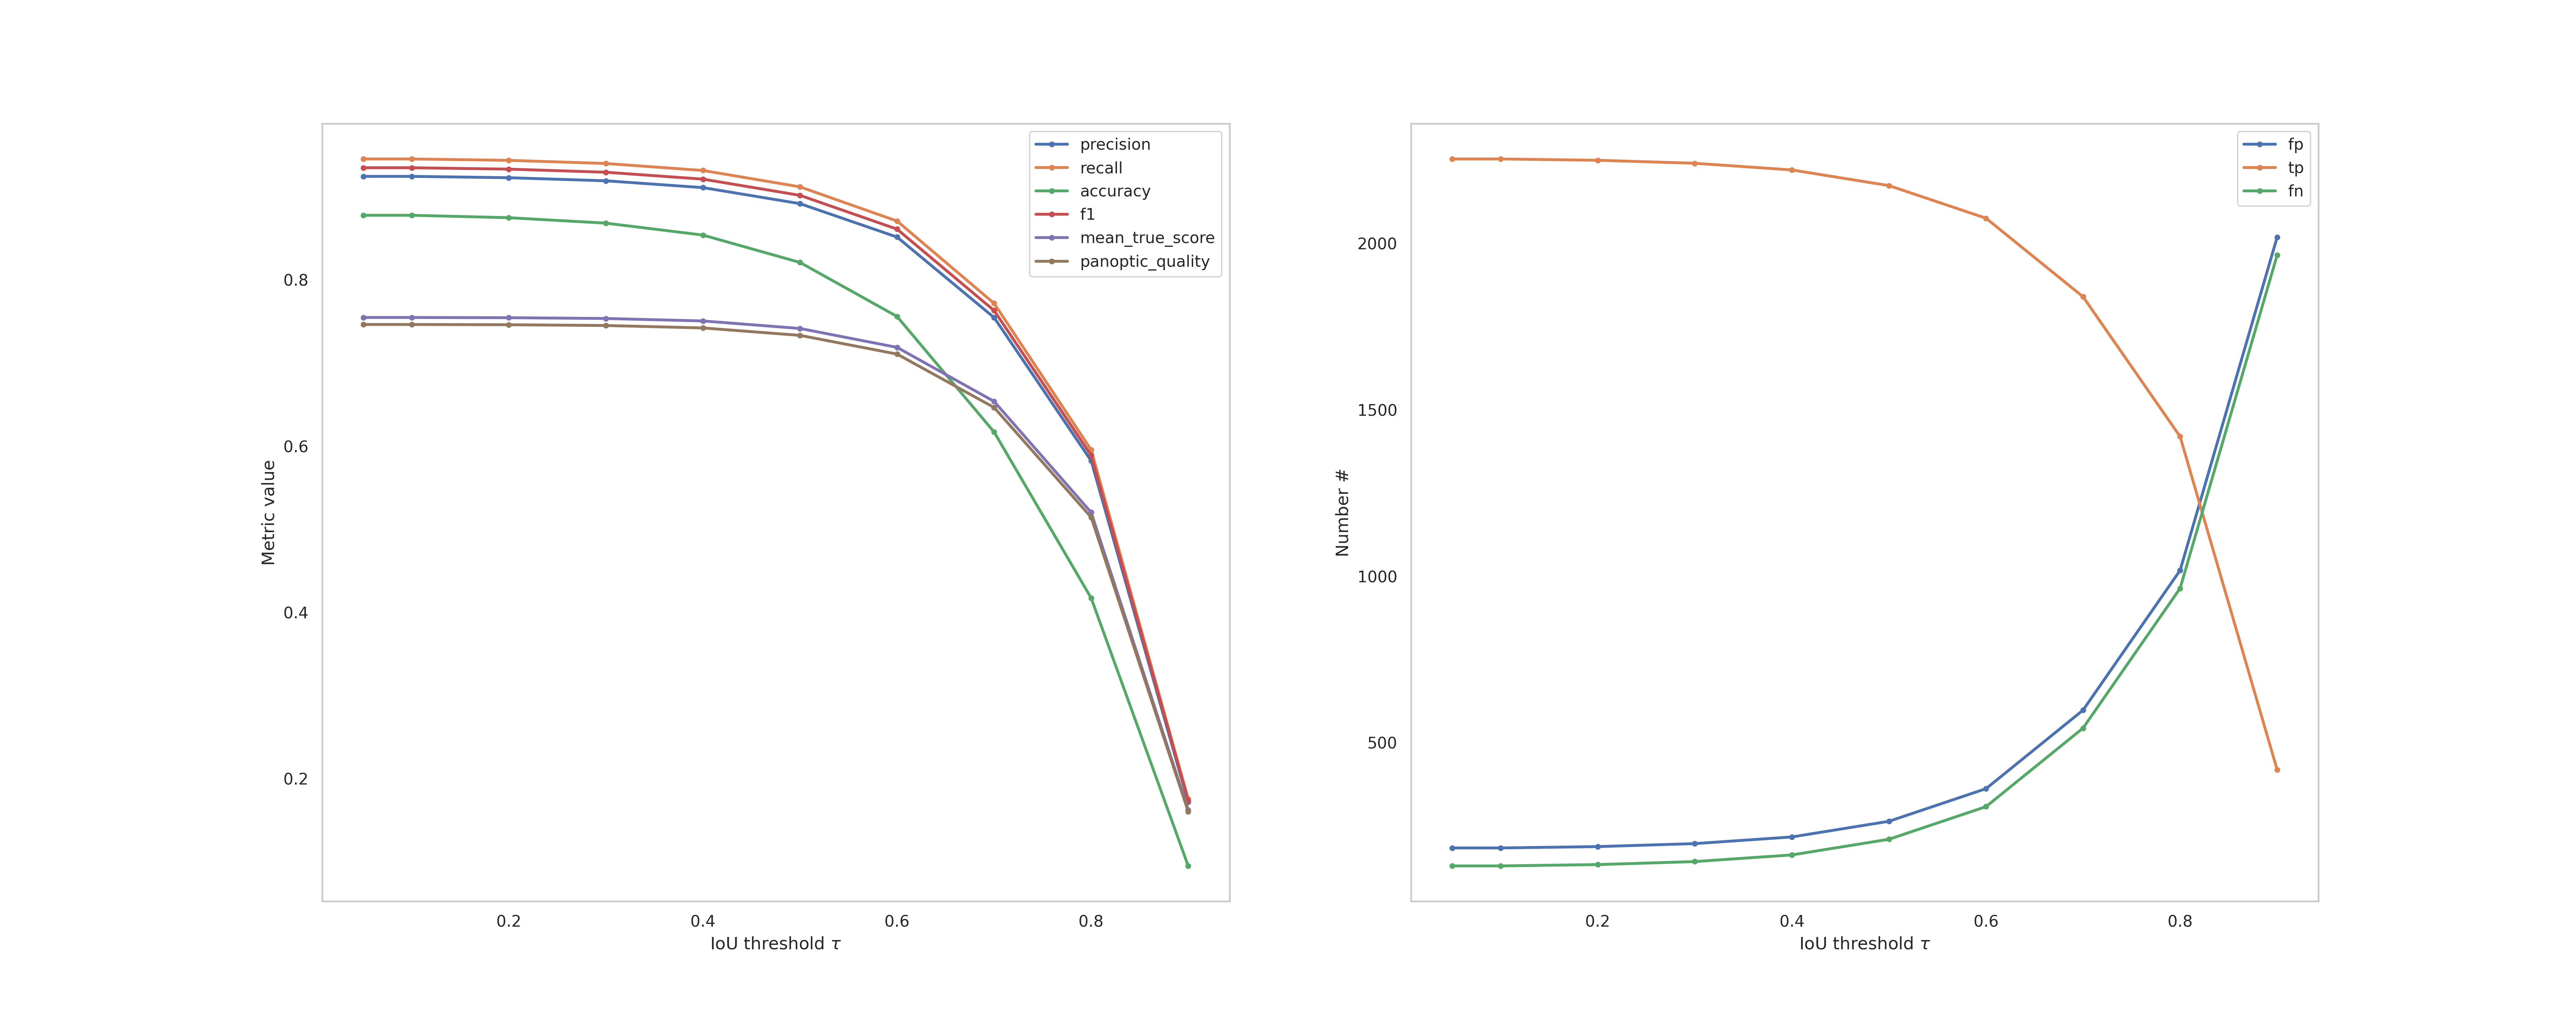 precision
recall
accuracy
f1
mean_true_score
panoptic_quality
0.8
0.6
0.4
0.2
Metric value
0.2 0.4 0.6 0.8
IoU threshold τ
fp
tp
fn
2000
1500
1000
500
Number #
0.2 0.4 0.6 0.8
IoU threshold τ